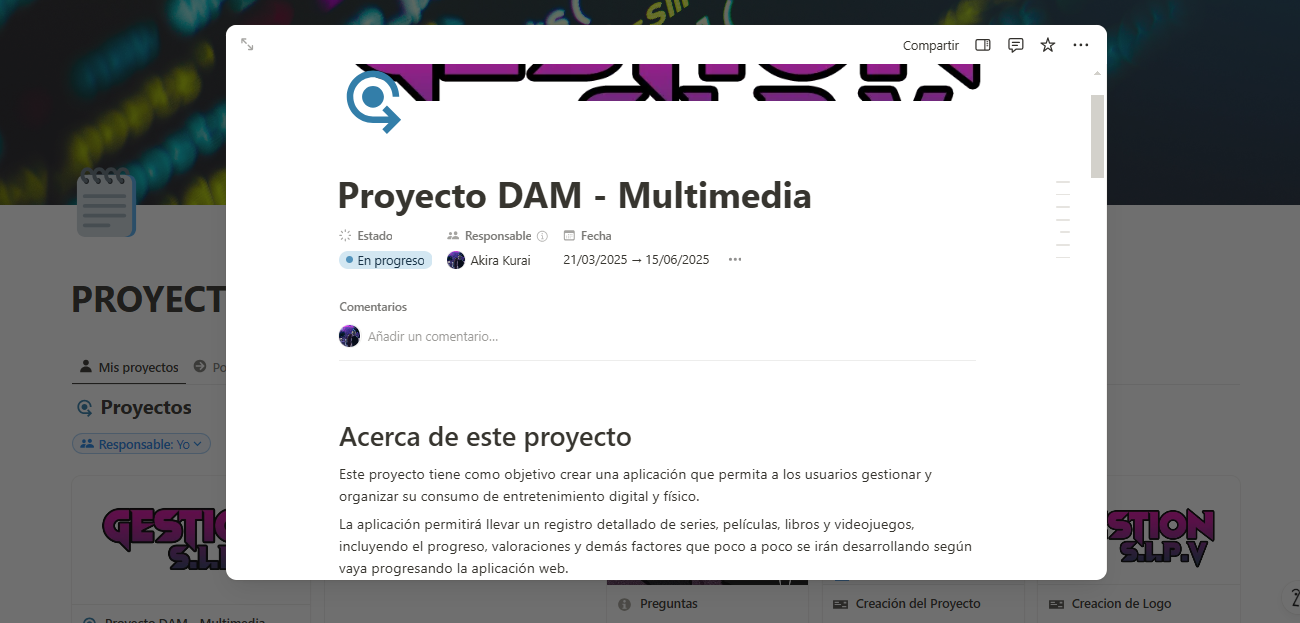 Compartir
GESTION
S.I.P.V
Proyecto DAM - Multimedia
Estado
Responsable
Fecha
En progreso
Akira Kurai
21/03/2025 → 15/06/2025
Comentarios
Añadir un comentario...
Acerca de este proyecto
Este proyecto tiene como objetivo crear una aplicación que permita a los usuarios gestionar y
organizar su consumo de entretenimiento digital y físico.
La aplicación permitirá llevar un registro detallado de series, películas, libros y videojuegos,
incluyendo el progreso, valoraciones y demás factores que poco a poco se irán desarrollando según
vaya progresando la aplicación web.
PROYECT
Mis proyectos
Po
Proyectos
Responsable: Yo
GESTIO
S.I.
STION
S.I.P.V
Proyecto DAM - Multimedia
Preguntas
Creación del Proyecto
Creacion de Logo